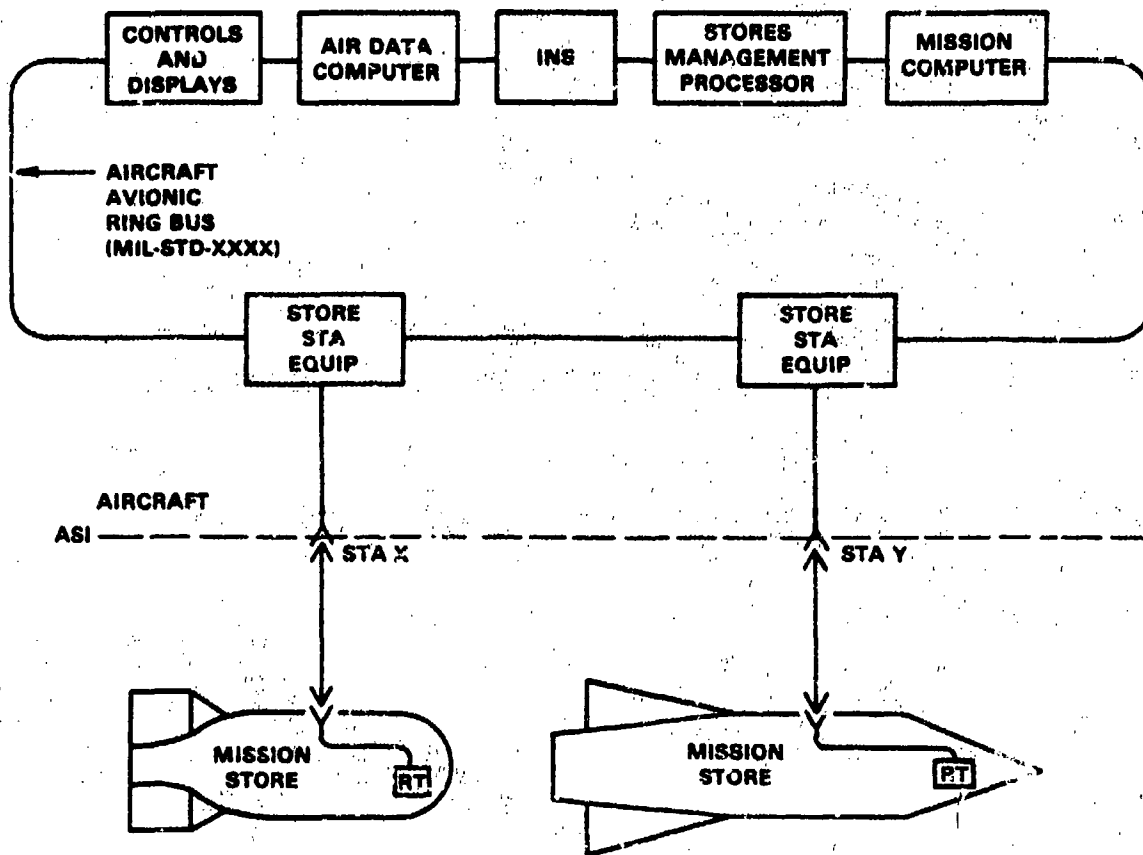 CONTROLS
AND
DISPLAYS
AIR DATA
COMPUTER
INS
STORES
MANAGEMENT
PROCESSOR
MISSION
COMPUTER
AIRCRAFT
AVIONIC
RING BUS
(MIL-STD-XXXX)
STORE
STA
EQUIP
STORE
STA
EQUIP
AIRCRAFT
ASI
STA X
STA Y
MISSION
STORE
RT
MISSION
STORE
RT